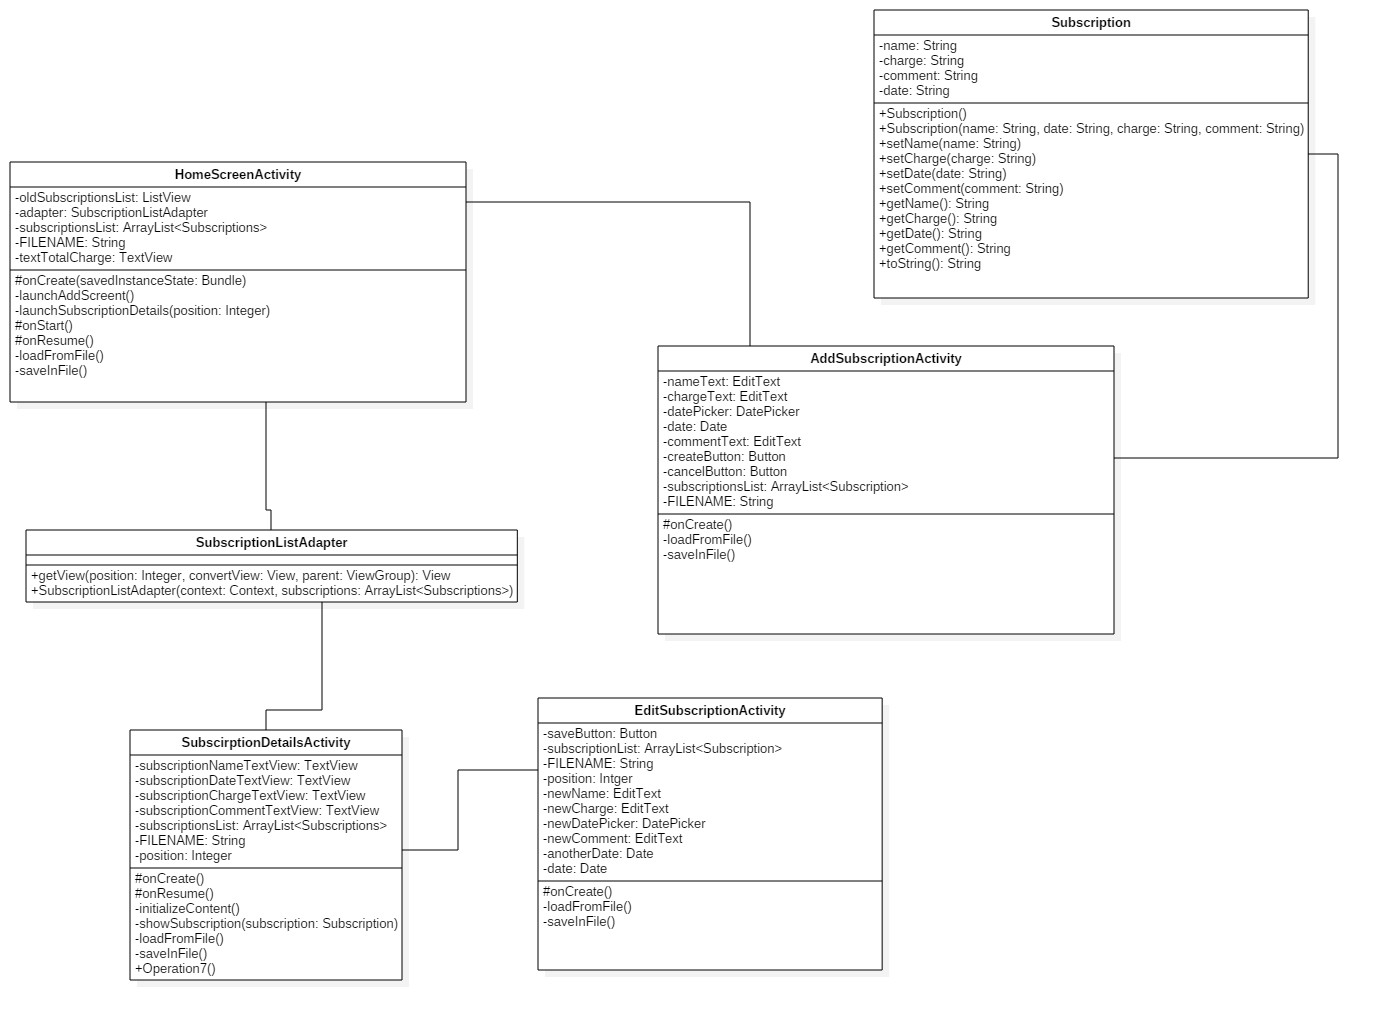 Subscription
-name: String
-charge: String
-comment: String
-date: String
+Subscription()
+Subscription(name: String, date: String, charge: String, comment: String)
+setName(name: String)
+setCharge(charge: String)
+setDate(date: String)
+setComment(comment: String)
+getName(): String
+getCharge(): String
+getDate(): String
+getComment(): String
+toString(): String
HomeScreenActivity
-oldSubscriptionsList: ListView
-adapter: SubscriptionListAdapter
-subscriptionsList: ArrayList<Subscriptions>
-FILENAME: String
-textTotalCharge: TextView
#onCreate(savedInstanceState: Bundle)
-launchAddScreent()
-launchSubscriptionDetails(position: Integer)
#onStart()
#onResume()
-loadFromFile()
-saveInFile()
AddSubscriptionActivity
-nameText: EditText
-chargeText: EditText
-datePicker: DatePicker
-date: Date
-commentText: EditText
-createButton: Button
-cancelButton: Button
-subscriptionsList: ArrayList<Subscription>
-FILENAME: String
#onCreate()
-loadFromFile()
-saveInFile()
SubscriptionListAdapter
+getView(position: Integer, convertView: View, parent: ViewGroup): View
+SubscriptionListAdapter(context: Context, subscriptions: ArrayList<Subscriptions>)
SubscirptionDetailsActivity
-subscriptionNameTextView: TextView
-subscriptionDateTextView: TextView
-subscriptionChargeTextView: TextView
-subscriptionCommentTextView: TextView
-subscriptionsList: ArrayList<Subscriptions>
-FILENAME: String
-position: Integer
#onCreate()
#onResume()
-initializeContent()
-showSubscription(subscription: Subscription)
-loadFromFile()
-saveInFile()
+Operation7()
EditSubscriptionActivity
-saveButton: Button
-subscriptionList: ArrayList<Subscription>
-FILENAME: String
-position: Intger
-newName: EditText
-newCharge: EditText
-newDatePicker: DatePicker
-newComment: EditText
-anotherDate: Date
-date: Date
#onCreate()
-loadFromFile()
-saveInFile()